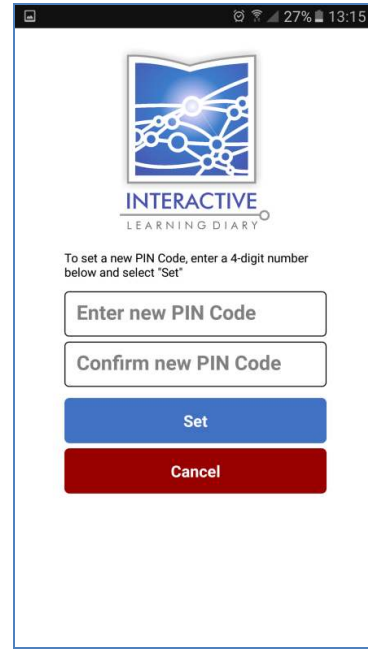 27% 13:15
INTERACTIVE
LEARNING DIARY
To set a new PIN Code, enter a 4-digit number
below and select "Set"
Enter new PIN Code
Confirm new PIN Code
Set
Cancel